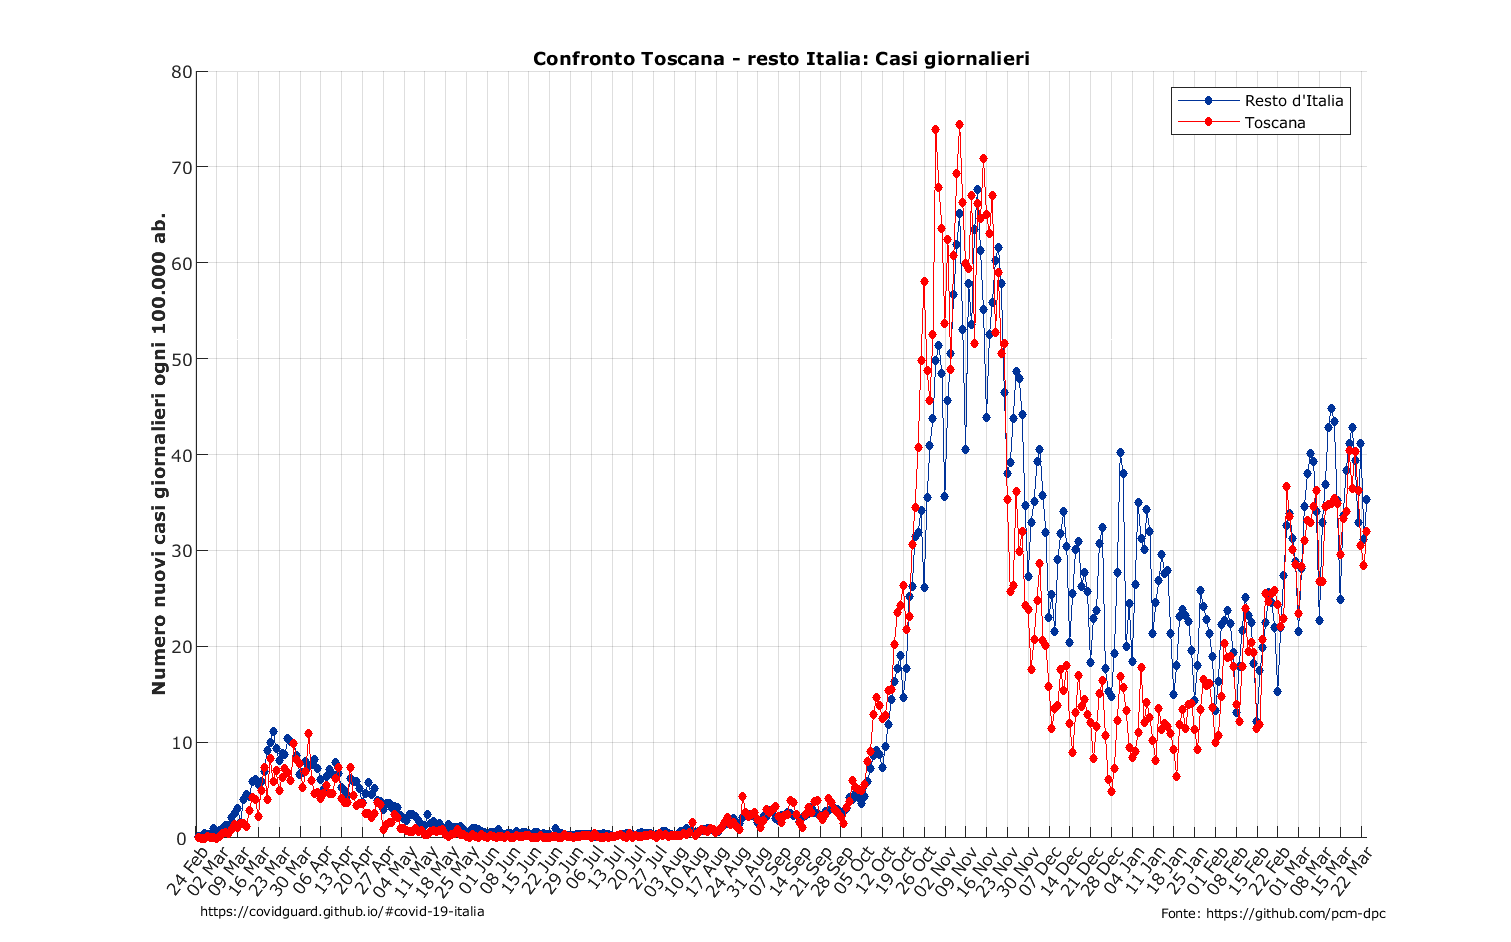 Confronto Toscana - resto Italia: Casi giornalieri
Resto d'Italia
Toscana
Numero nuovi casi giornalieri ogni 100.000 ab.
80
70
60
50
40
30
20
10
0
24 Feb
02 Mar
09 Mar
16 Mar
23 Mar
30 Mar
06 Apr
13 Apr
20 Apr
27 Apr
04 May
11 May
18 May
25 May
01 Jun
08 Jun
15 Jun
22 Jun
29 Jun
06 Jul
13 Jul
20 Jul
27 Jul
03 Aug
10 Aug
17 Aug
24 Aug
31 Aug
07 Sep
14 Sep
21 Sep
28 Sep
05 Oct
12 Oct
19 Oct
26 Oct
02 Nov
09 Nov
16 Nov
23 Nov
30 Nov
07 Dec
14 Dec
21 Dec
28 Dec
04 Jan
11 Jan
18 Jan
25 Jan
01 Feb
08 Feb
15 Feb
22 Feb
01 Mar
08 Mar
15 Mar
22 Mar
https://covidguard.github.io/#covid-19-italia
Fonte: https://github.com/pcm-dpc